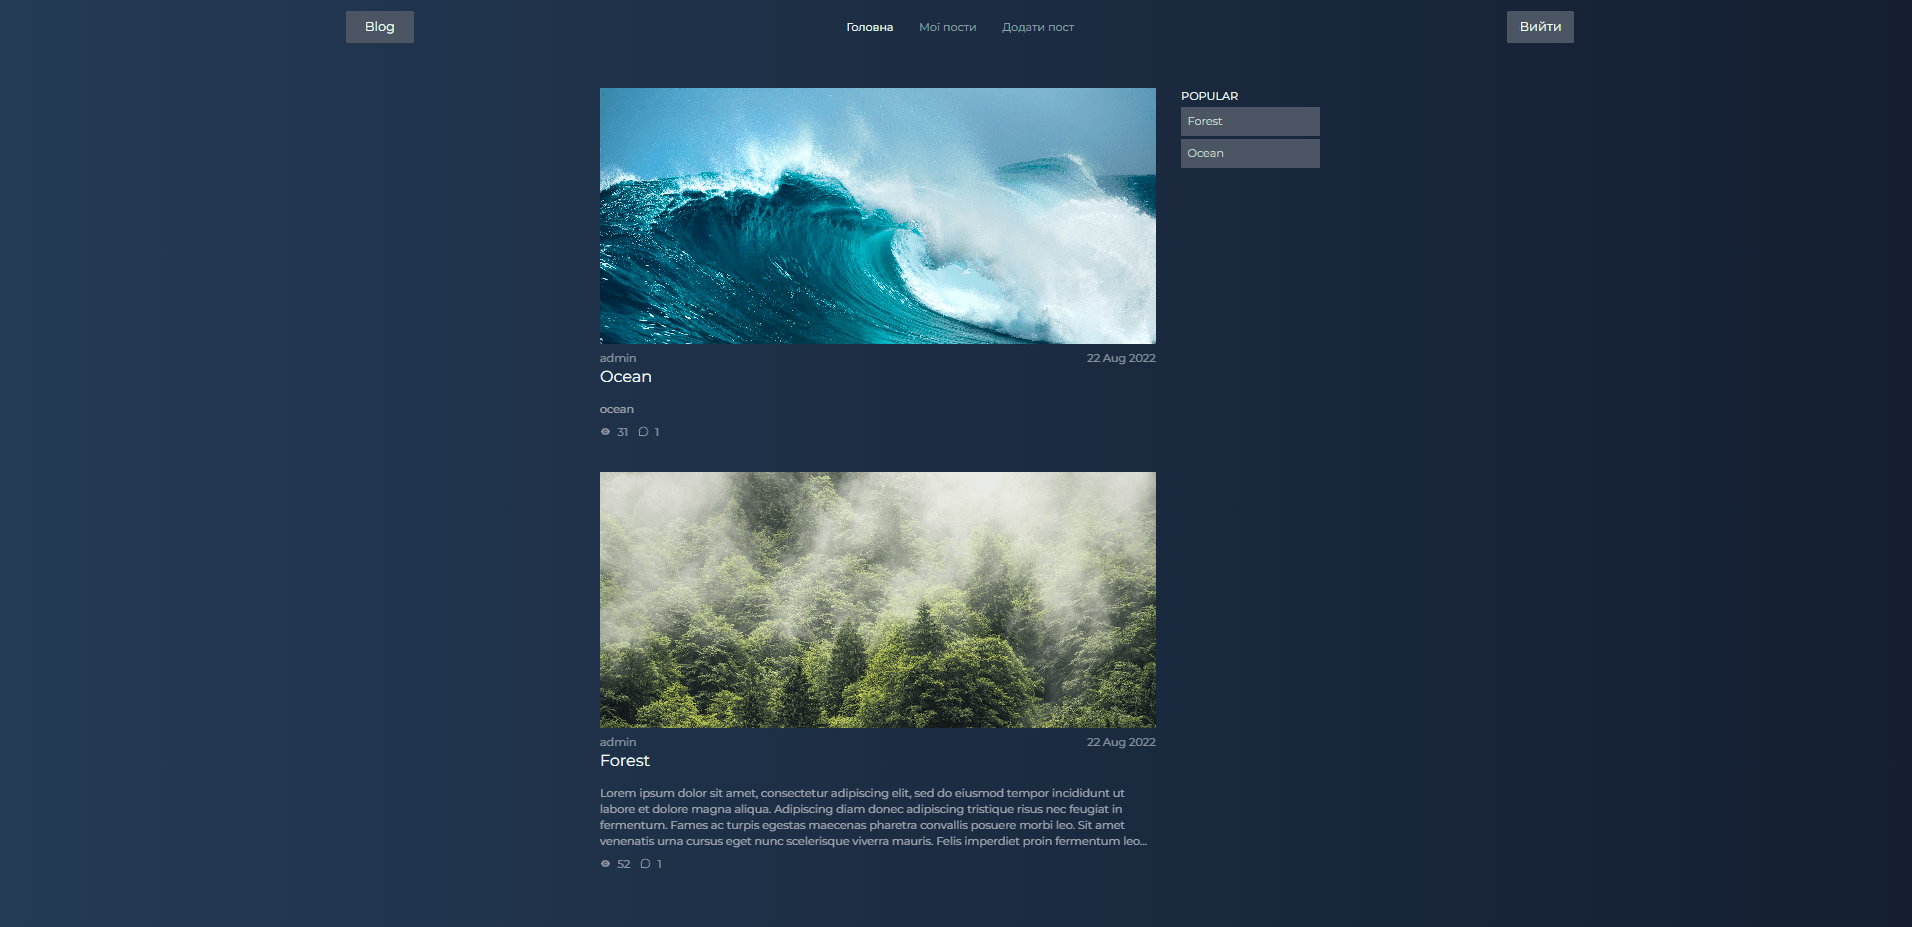 Blog
Головна
Мої пости
Додати пост
Вийти
POPULAR
Forest
Ocean
admin
22 Aug 2022
Ocean
ocean
31
1
admin
22 Aug 2022
Forest
Lorem ipsum dolor sit amet, consectetur adipiscing elit, sed do eiusmod tempor incididunt ut
labore et dolore magna aliqua. Adipiscing diam donec adipiscing tristique risus nec feugiat in
fermentum. Fames ac turpis egestas maecenas pharetra convallis posuere morbi leo. Sit amet
venenatis urna cursus eget nunc scelerisque viverra mauris. Felis imperdiet proin fermentum leo...
52
1